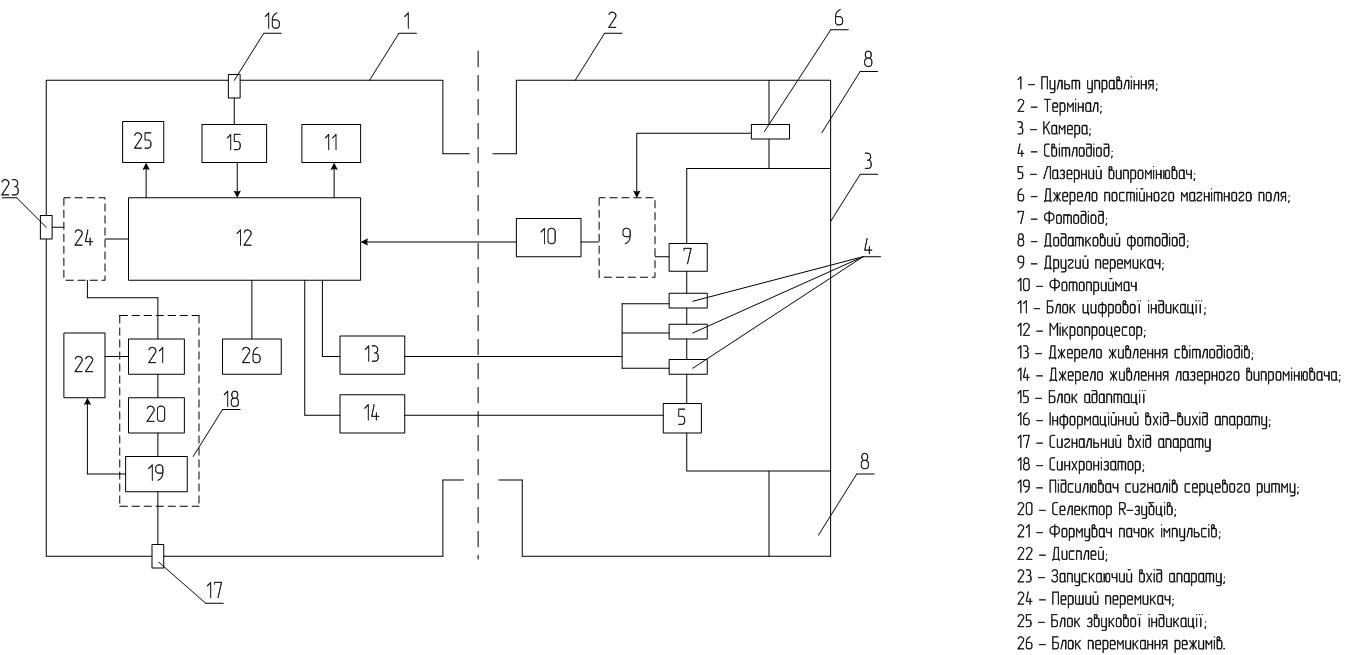 16
1
2
6
8
25
15
11
23
3
24
12
10
9
7
4
22
21
26
13
20
18
14
5
19
8
17
1 – Пульт управління;
2 – Термінал;
3 – Камера;
4 – Світлодіод;
5 – Лазерний випромінювач;
6 – Джерело постійного магнітного поля;
7 – Фотодіод;
8 – Додатковий фотодіод;
9 – Другий перемикач;
10 – Фотоприймач
11 – Блок цифрової індикації;
12 – Мікропроцесор;
13 – Джерело живлення світлодіодів;
14 – Джерело живлення лазерного випромінювача;
15 – Блок адаптації
16 – Інформаційний вхід-вихід апарату;
17 – Сигнальний вхід апарату
18 – Синхронізатор;
19 – Підсилювач сигналів серцевого ритму;
20 – Селектор R-зубців;
21 – Формувач пачок імпульсів;
22 – Дисплей;
23 – Запускаючий вхід апарату;
24 – Перший перемикач;
25 – Блок звукової індикації;
26 – Блок перемикання режимів.